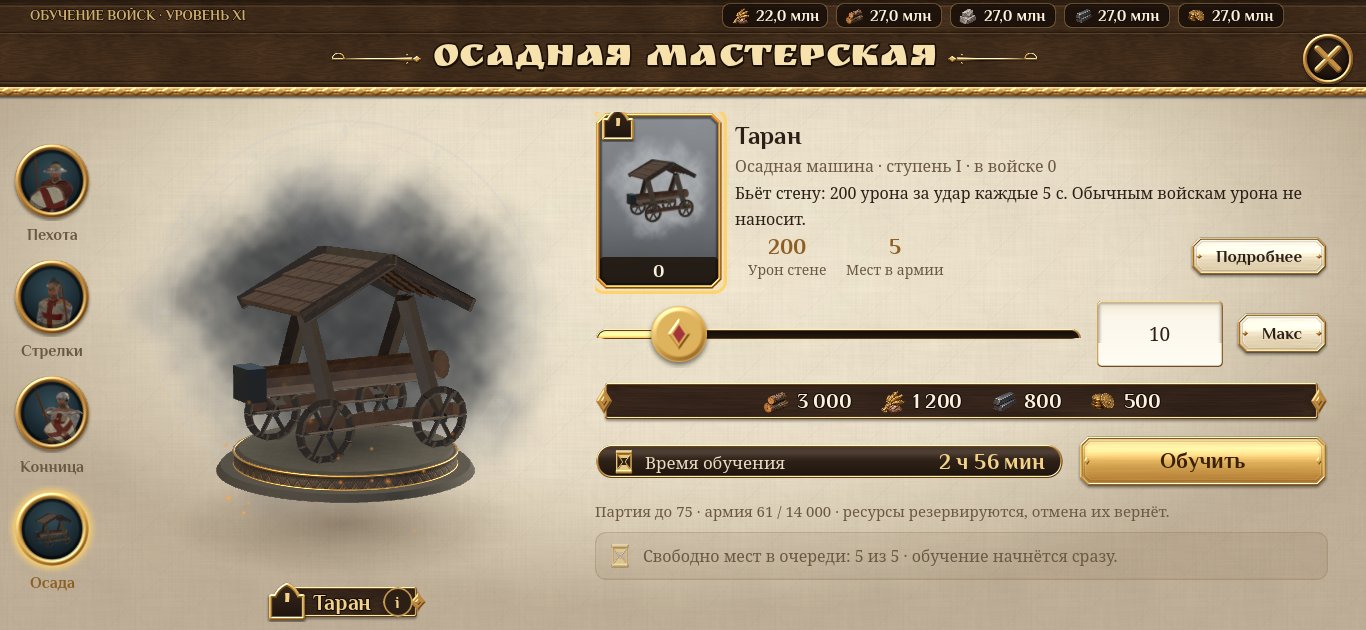 ОБУЧЕНИЕ ВОЙСК · УРОВЕНЬ XI
22,0 млн 27,0 млн 27,0 млн 27,0 млн 27,0 млн
ОСАДНАЯ МАСТЕРСКАЯ
Пехота
Стрелки
Конница
Осада
Таран i
0
Таран
Осадная машина · ступень I · в войске 0
Бьёт стену: 200 урона за удар каждые 5 с. Обычным войскам урона не
наносит.
200 5
Урон стене Мест в армии
Подробнее
10 Макс
3 000 1 200 800 500
Время обучения 2 ч 56 мин
Обучить
Партия до 75 · армия 61 / 14 000 · ресурсы резервируются, отмена их вернёт.
Свободно мест в очереди: 5 из 5 · обучение начнётся сразу.